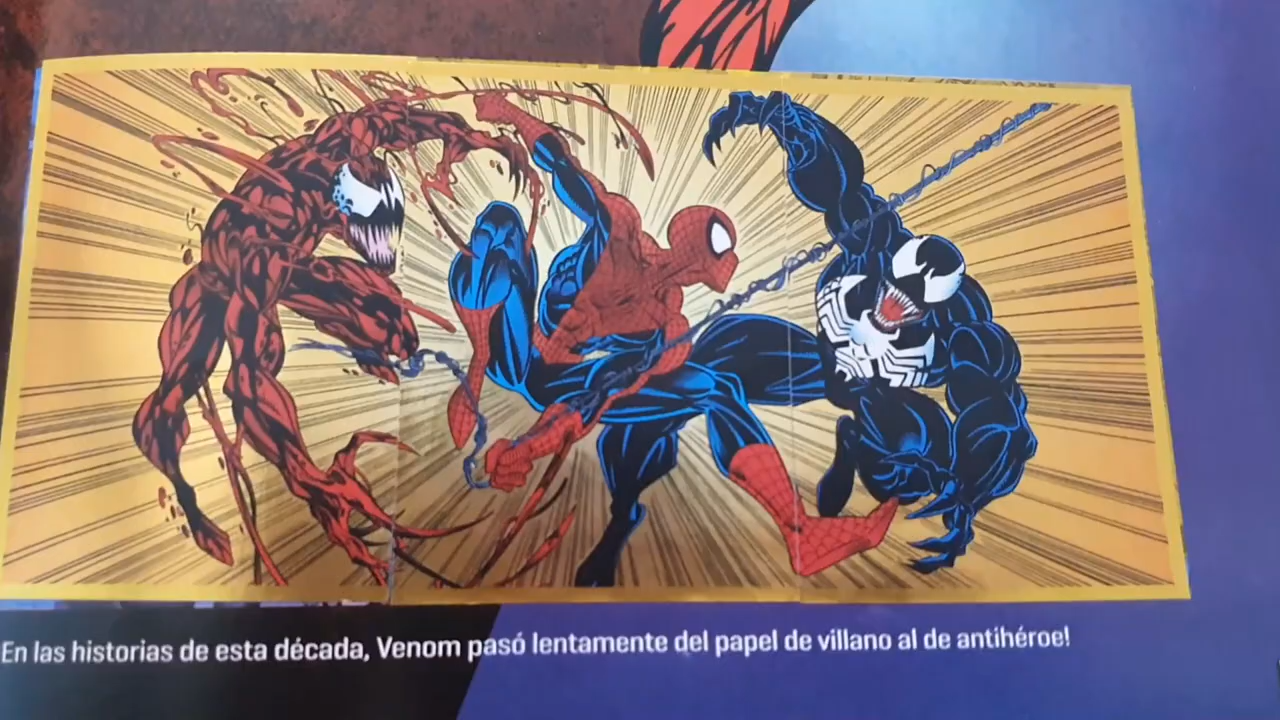 En las historias de esta década, Venom pasó lentamente del papel de villano al de antihéroe!